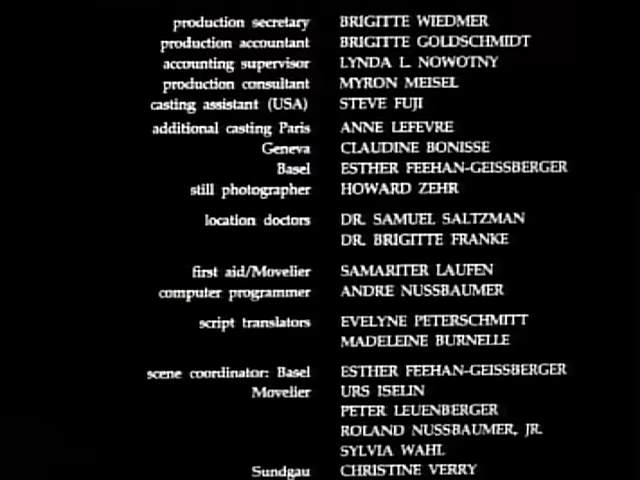 production secretary BRIGITTE WIEDMER
production accountant BRIGITTE GOLDSCHMIDT
accounting supervisor LYNDA L. NOWOTNY
production consultant MYRON MEISEL
casting assistant (USA) STEVE FUJI
additional casting Paris ANNE LEFEVRE
Geneva CLAUDINE BONISSE
Basel ESTHER FEEHAN-GEISSBERGER
still photographer HOWARD ZEHR
location doctors DR. SAMUEL SALTZMAN
DR. BRIGITTE FRANKE
first aid/Movelier SAMARITER LAUFEN
computer programmer ANDRE NUSSBAUMER
script translators EVELYNE PETERSCHMITT
MADELEINE BURNELLE
scene coordinator: Basel ESTHER FEEHAN-GEISSBERGER
Movelier URS ISELIN
PETER LEUENBERGER
ROLAND NUSSBAUMER, JR.
SYLVIA WAHL
Sundgau CHRISTINE VERRY